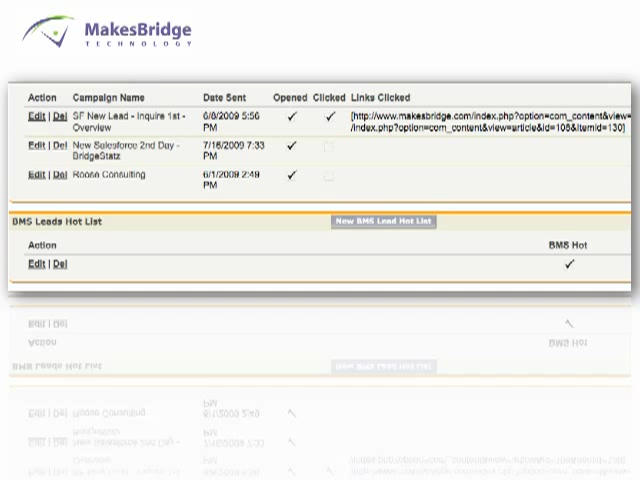 MakesBridge
TECHNOLOGY
Action Campaign Name Date Sent Opened Clicked Links Clicked
Edit | Del SF New Lead - Inquire 1st - 6/8/2009 5:56 [http://www.makesbridge.com/index.php?option=com_content&view=
Overview PM /index.php?option=com_content&view=article&id=108&Itemid=130]
Edit | Del New Salesforce 2nd Day - 7/16/2009 7:33
BridgeStatz PM
Edit | Del Roose Consulting 6/1/2009 2:49
PM
BMS Leads Hot List New BMS Lead Hot List
Action BMS Hot
Edit | Del